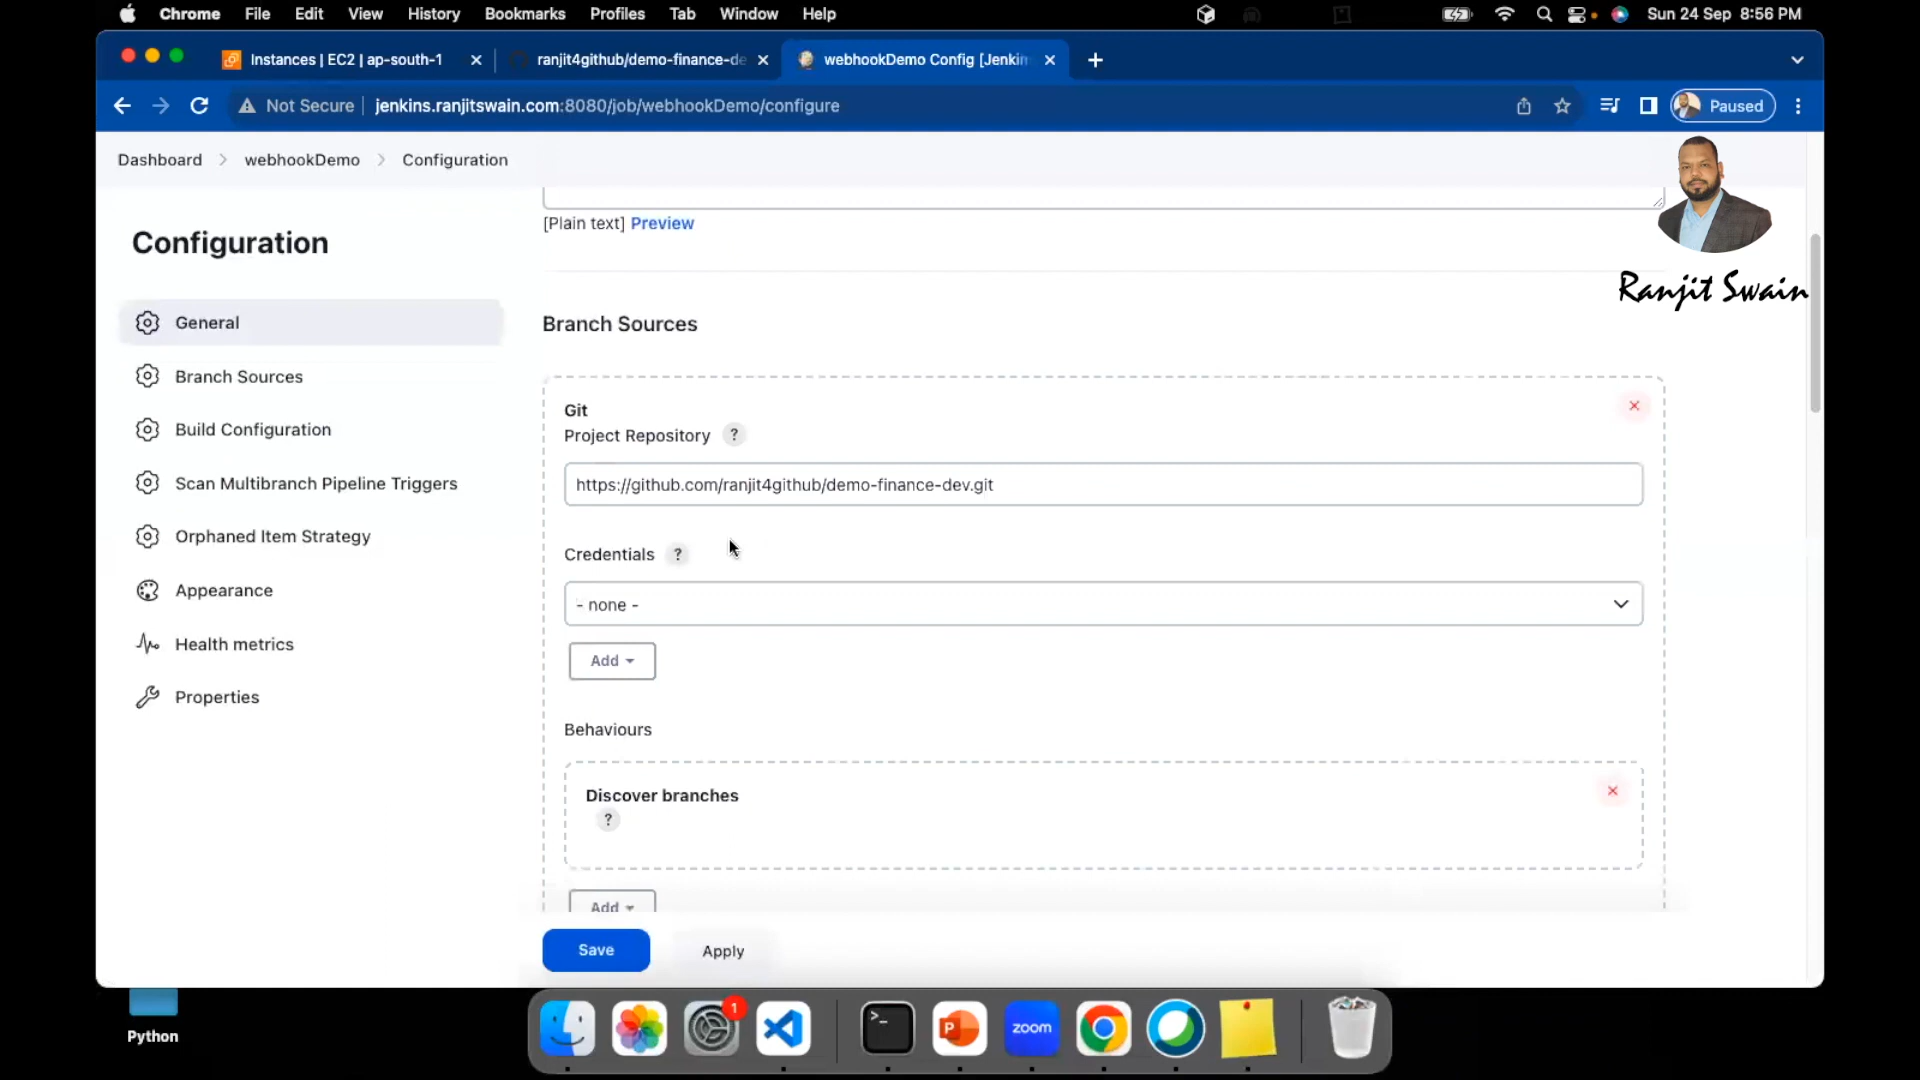 Chrome File Edit View History Bookmarks Profiles Tab Window Help Sun 24 Sep 8:56 PM
Instances | EC2 | ap-south-1 ranjit4github/demo-finance-de webhookDemo Config [Jenkin
Not Secure jenkins.ranjitswain.com:8080/job/webhookDemo/configure Paused
Dashboard webhookDemo Configuration
Ranjit Swain
Configuration
General
Branch Sources
Build Configuration
Scan Multibranch Pipeline Triggers
Orphaned Item Strategy
Appearance
Health metrics
Properties
[Plain text] Preview
Branch Sources
Git
Project Repository ?
https://github.com/ranjit4github/demo-finance-dev.git
Credentials ?
- none -
Add
Behaviours
Discover branches
?
Add
Save Apply
Python
1
zoom